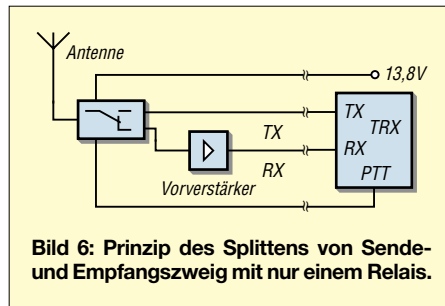 Antenne
13,8V
TX
TRX
TX
RX
Vorverstärker
RX
PTT
Bild 6: Prinzip des Splittens von Sende-
und Empfangszweig mit nur einem Relais.